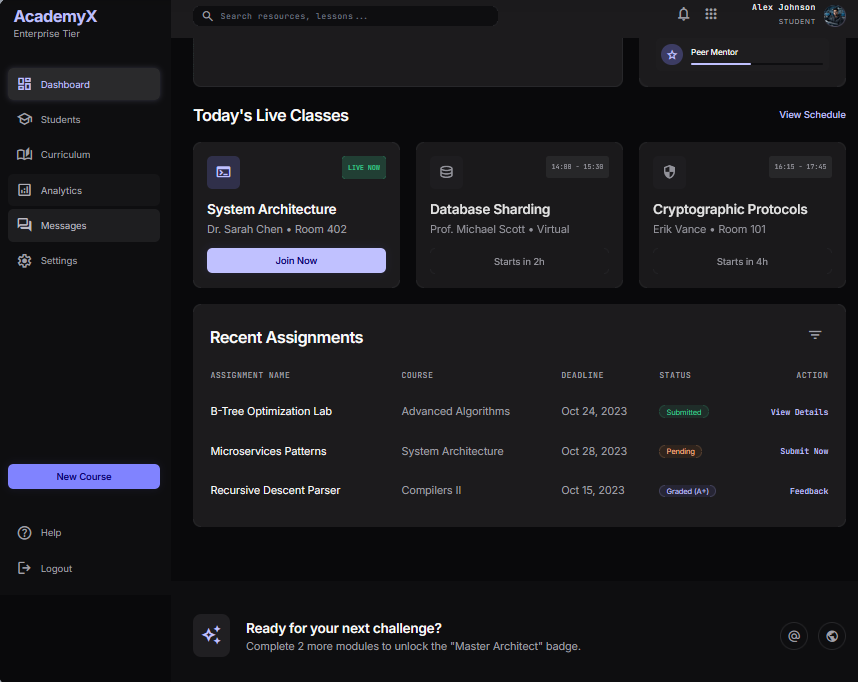 AcademyX
Enterprise Tier
Dashboard
Students
Curriculum
Analytics
Messages
Settings
New Course
Help
Logout
Search resources, lessons...
Alex Johnson
STUDENT
Peer Mentor
Today's Live Classes
View Schedule
LIVE NOW
System Architecture
Dr. Sarah Chen • Room 402
Join Now
14:00 - 15:30
Database Sharding
Prof. Michael Scott • Virtual
Starts in 2h
16:15 - 17:45
Cryptographic Protocols
Erik Vance • Room 101
Starts in 4h
Recent Assignments
ASSIGNMENT NAME COURSE DEADLINE STATUS ACTION
B-Tree Optimization Lab Advanced Algorithms Oct 24, 2023 Submitted View Details
Microservices Patterns System Architecture Oct 28, 2023 Pending Submit Now
Recursive Descent Parser Compilers II Oct 15, 2023 Graded (A+) Feedback
Ready for your next challenge?
Complete 2 more modules to unlock the "Master Architect" badge.